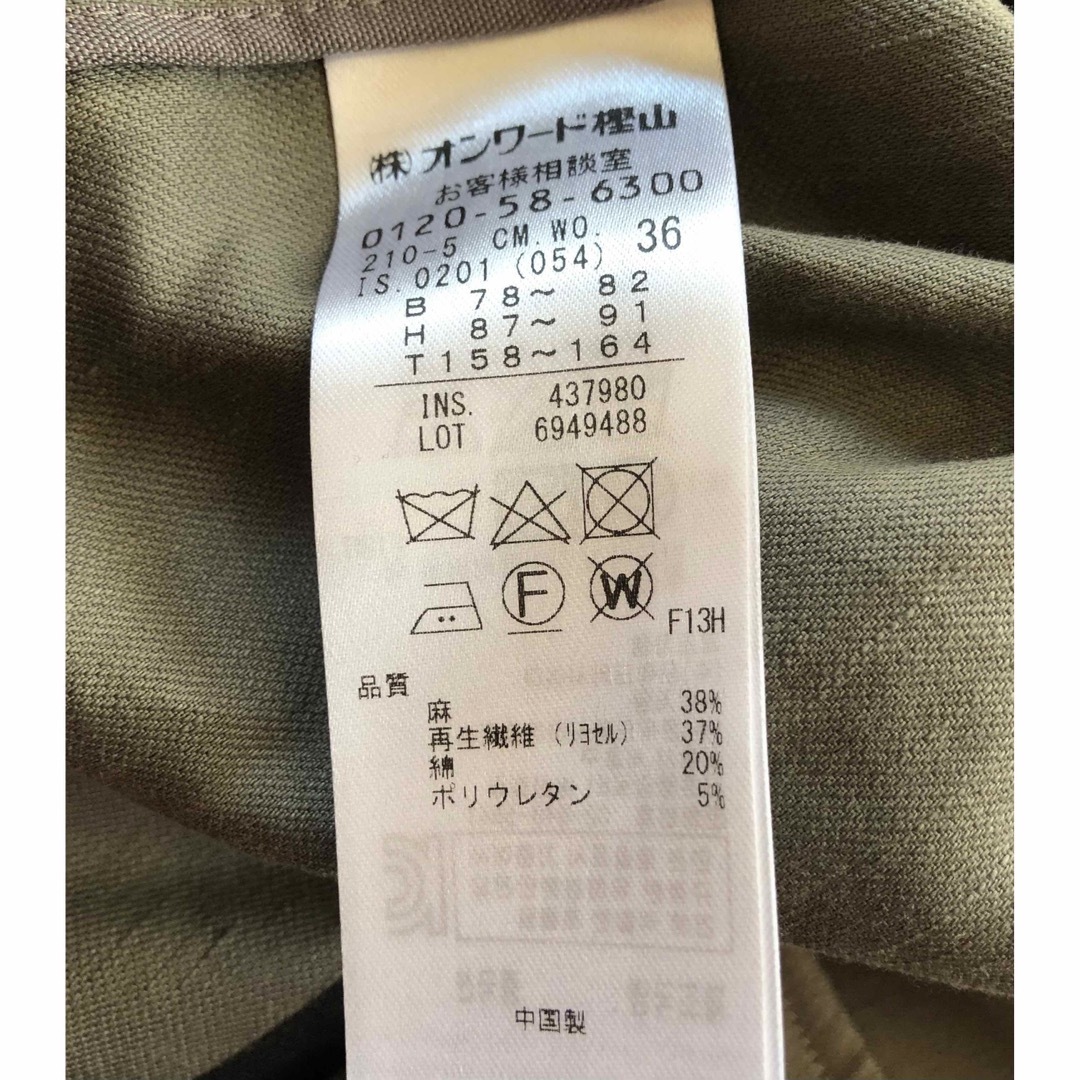 ㈱オンワード樫山
お客様相談室
0120-58-6300
210-5 CM.WO. 36
IS.0201 (054)
B 78～ 82
H 87～ 91
T158～164
INS. 437980
LOT 6949488
F
W
F13H
品質
麻 38%
再生繊維 (リヨセル) 37%
綿 20%
ポリウレタン 5%
中国製